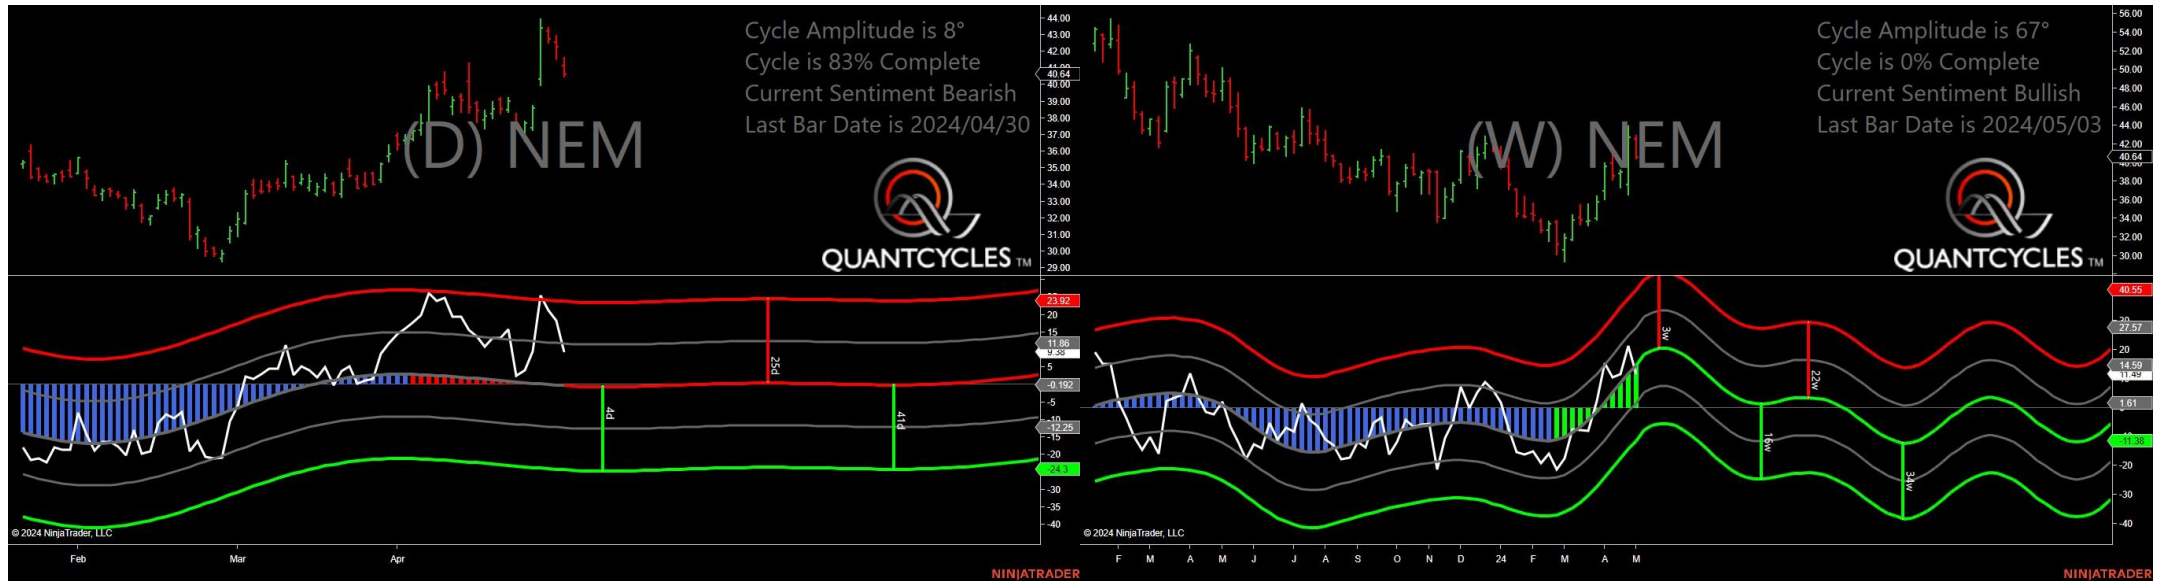 Cycle Amplitude is 8°
Cycle is 83% Complete
Current Sentiment Bearish
Last Bar Date is 2024/04/30
(D) NEM
QUANTCYCLES TM
44.00
43.00
42.00
41.00
40.64
39.00
38.00
37.00
36.00
35.00
34.00
33.00
32.00
31.00
30.00
29.00
23.92
20
15
11.86
9.38
5
-0.192
-5
-10
-12.25
-15
-20
-24.3
-30
-35
-40
4d
25d
41d
© 2024 NinjaTrader, LLC
Feb Mar Apr
NINJATRADER
Cycle Amplitude is 67°
Cycle is 0% Complete
Current Sentiment Bullish
Last Bar Date is 2024/05/03
(W) NEM
QUANTCYCLES TM
56.00
54.00
52.00
50.00
48.00
46.00
44.00
42.00
40.64
38.00
36.00
34.00
32.00
30.00
40.55
27.57
20
14.59
11.49
1.61
-11.38
-20
-30
-40
3w
16w
22w
34w
© 2024 NinjaTrader, LLC
F M A M J J A S O N D 24 F M A M
NINJATRADER